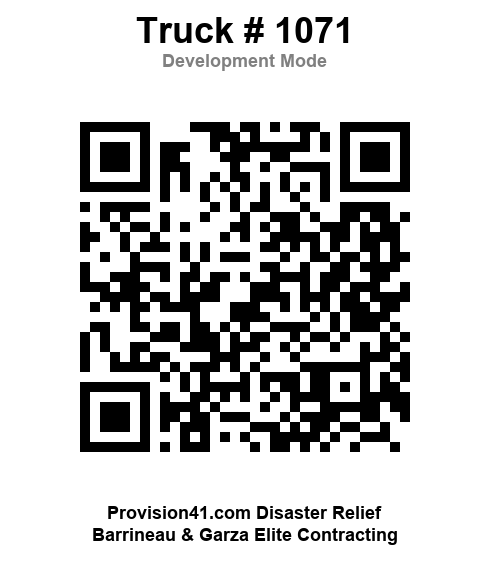 Truck # 1071
Development Mode
Provision41.com Disaster Relief
Barrineau & Garza Elite Contracting